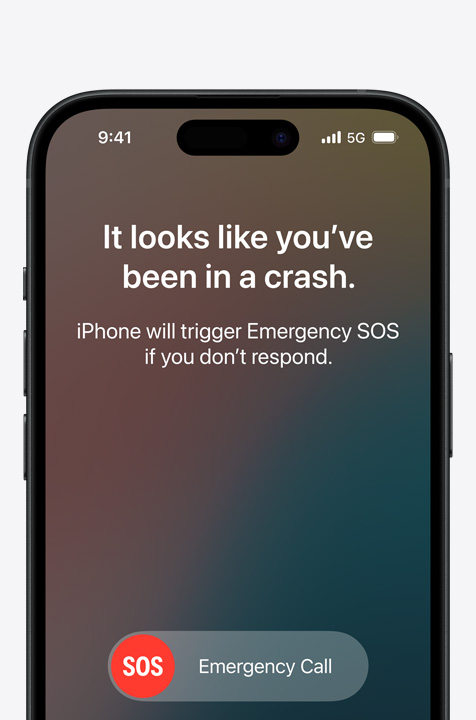 9:41 5G
It looks like you’ve
been in a crash.
iPhone will trigger Emergency SOS
if you don’t respond.
SOS Emergency Call